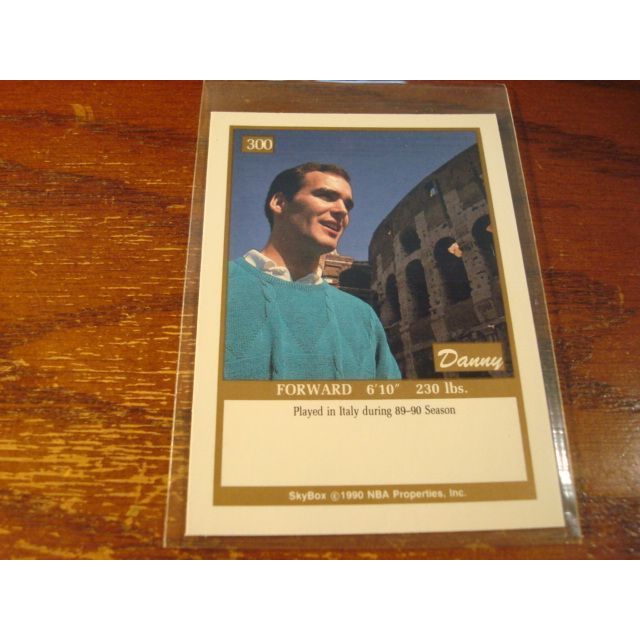 300
Danny
FORWARD 6'10" 230 lbs.
Played in Italy during 89–90 Season
SkyBox ©1990 NBA Properties, Inc.